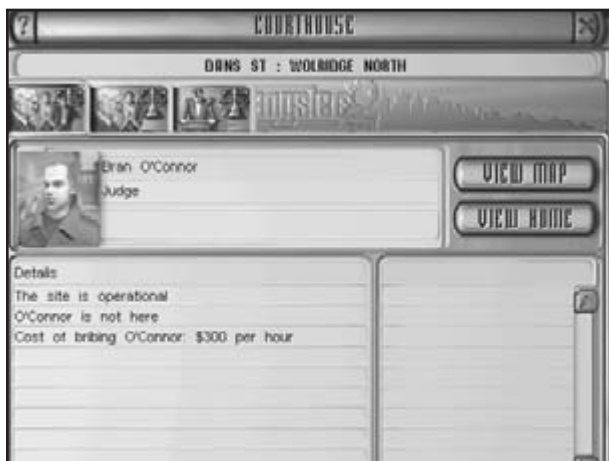 ?
COURTHOUSE
X
DANS ST : WOLRIDGE NORTH
Bran O'Connor
Judge
VIEW MAP
VIEW HOME
Details
The site is operational
O'Connor is not here
Cost of bribing O'Connor: $300 per hour